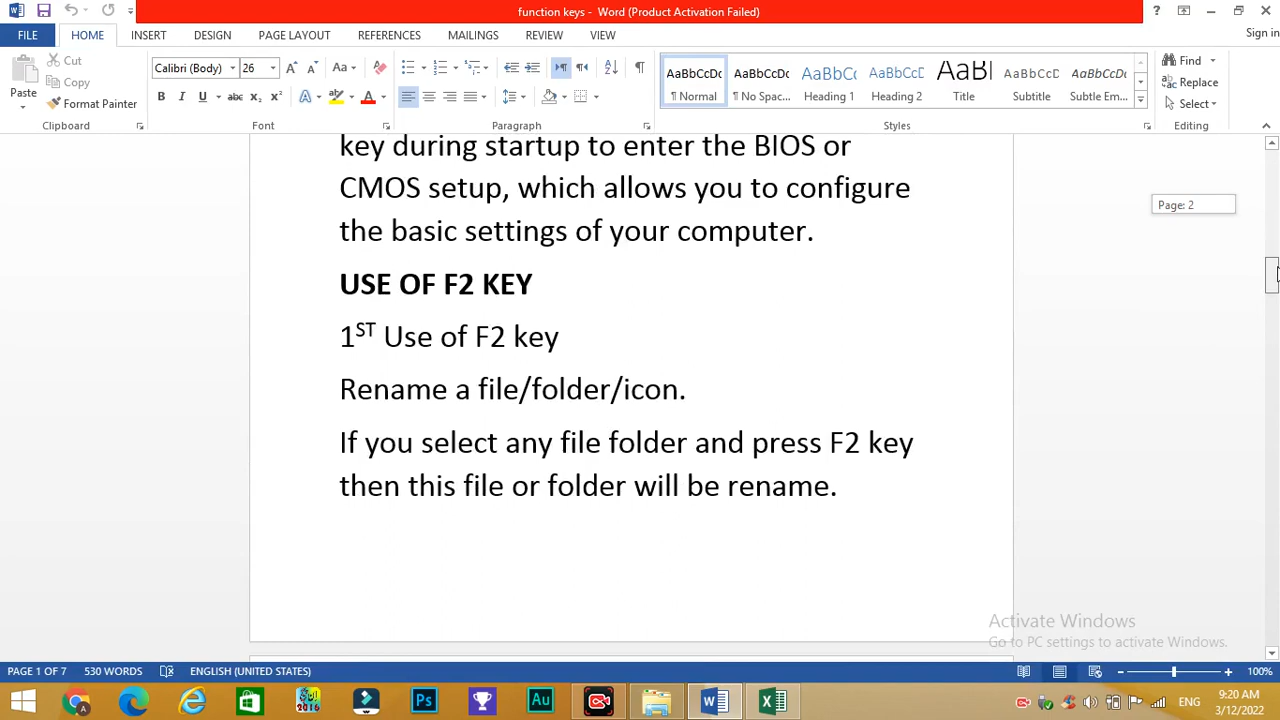 function keys - Word (Product Activation Failed)
FILE HOME INSERT DESIGN PAGE LAYOUT REFERENCES MAILINGS REVIEW VIEW Sign in
Cut
Copy
Format Painter
Paste
Calibri (Body) 26
AaBbCcDc AaBbCcDc AaBbCc AaBbCcD AaBl AaBbCcD AaBbCcDc
¶ Normal ¶ No Spac... Heading 1 Heading 2 Title Subtitle Subtle Em...
Find
Replace
Select
Clipboard Font Paragraph Styles Editing
key during startup to enter the BIOS or
CMOS setup, which allows you to configure
the basic settings of your computer.
Page: 2
USE OF F2 KEY
1ST Use of F2 key
Rename a file/folder/icon.
If you select any file folder and press F2 key
then this file or folder will be rename.
Activate Windows
Go to PC settings to activate Windows.
PAGE 1 OF 7 530 WORDS ENGLISH (UNITED STATES) 100%
ENG
9:20 AM
3/12/2022